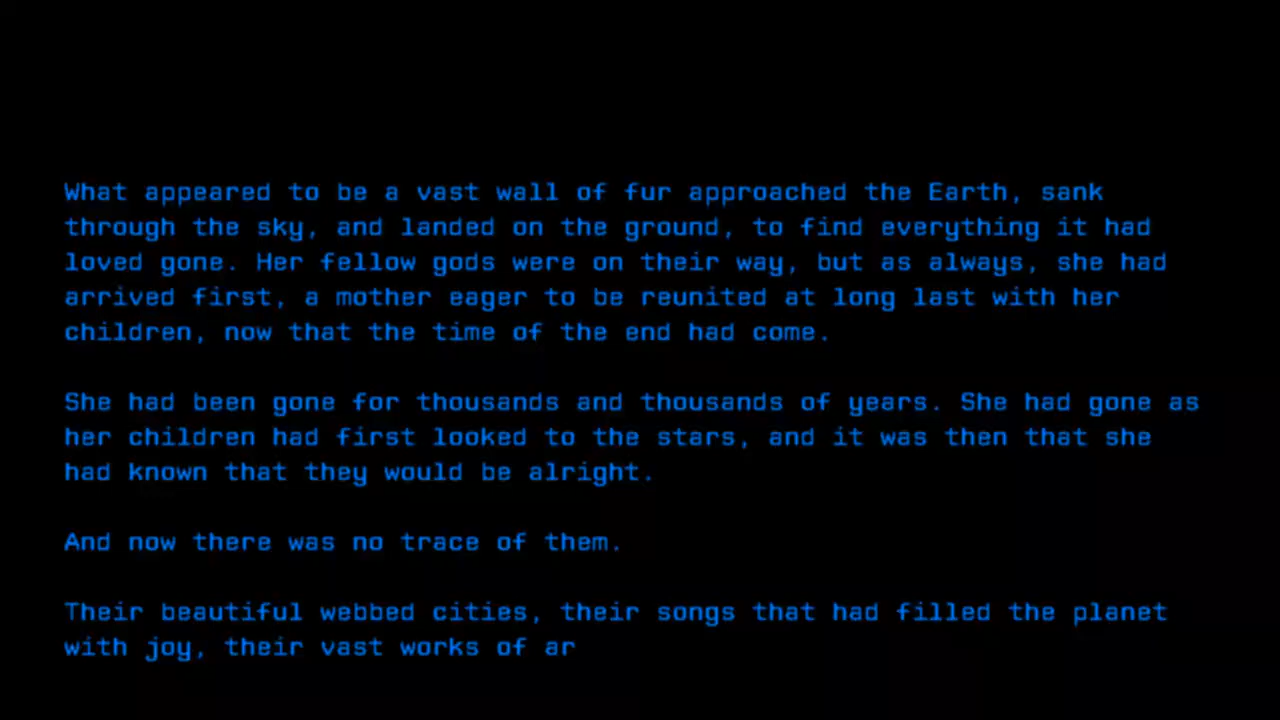 What appeared to be a vast wall of fur approached the Earth, sank
through the sky, and landed on the ground, to find everything it had
loved gone. Her fellow gods were on their way, but as always, she had
arrived first, a mother eager to be reunited at long last with her
children, now that the time of the end had come.
She had been gone for thousands and thousands of years. She had gone as
her children had first looked to the stars, and it was then that she
had known that they would be alright.
And now there was no trace of them.
Their beautiful webbed cities, their songs that had filled the planet
with joy, their vast works of ar